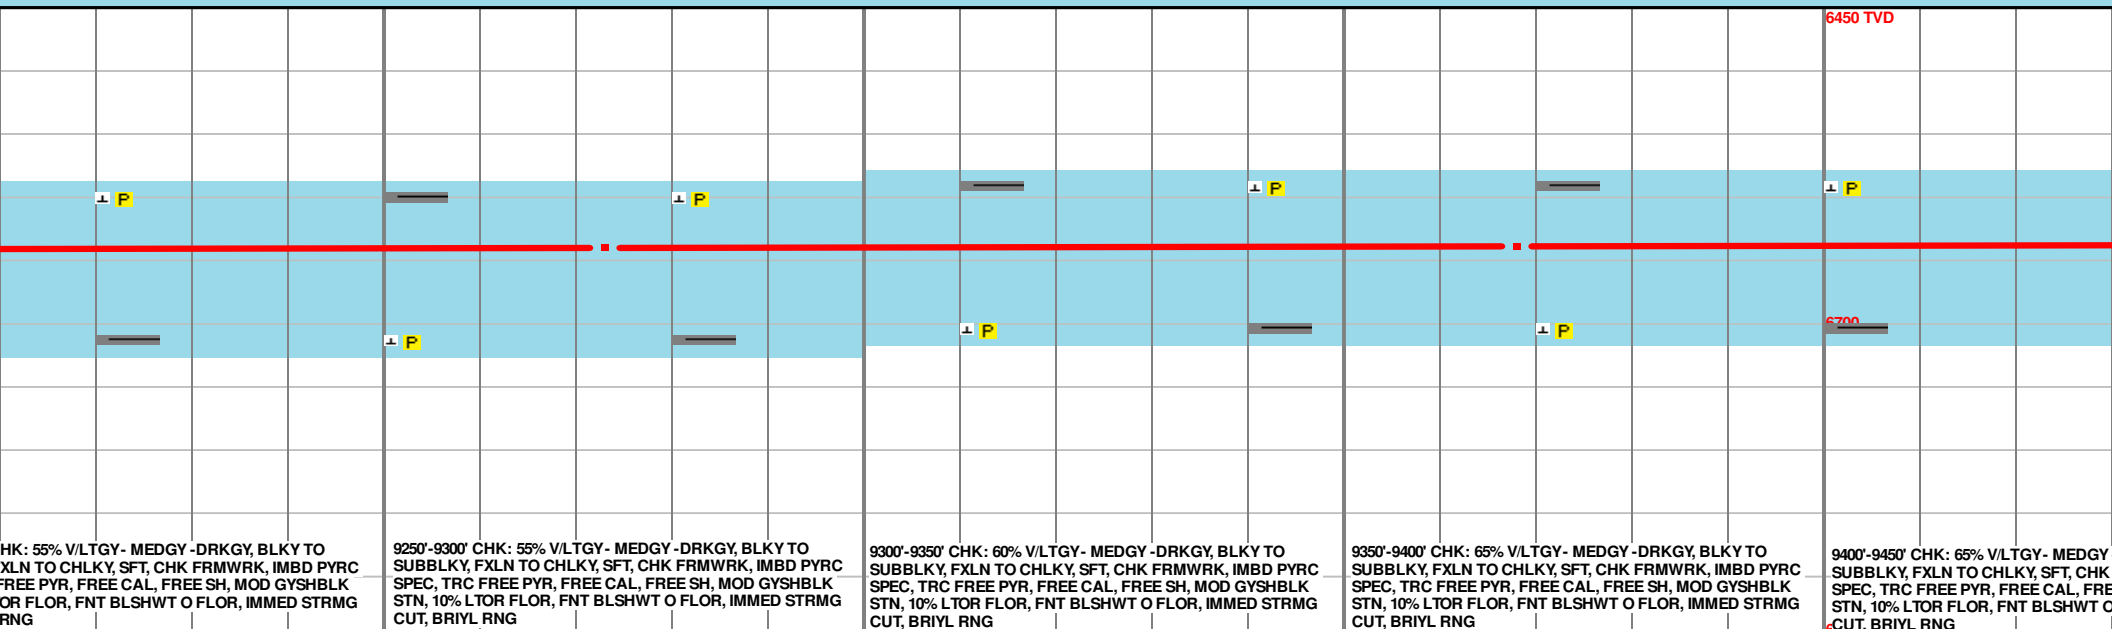 6450 TVD
P
P
P
P
6700
P
P
P
HK: 55% V/LTGY- MEDGY -DRKGY, BLKY TO
XLN TO CHLKY, SFT, CHK FRMWRK, IMBD PYRC
FREE PYR, FREE CAL, FREE SH, MOD GYSHBLK
OR FLOR, FNT BLSHWT O FLOR, IMMED STRMG
RNG
9250'-9300' CHK: 55% V/LTGY- MEDGY -DRKGY, BLKY TO
SUBBLKY, FXLN TO CHLKY, SFT, CHK FRMWRK, IMBD PYRC
SPEC, TRC FREE PYR, FREE CAL, FREE SH, MOD GYSHBLK
STN, 10% LTOR FLOR, FNT BLSHWT O FLOR, IMMED STRMG
CUT, BRIYL RNG
9300'-9350' CHK: 60% V/LTGY- MEDGY -DRKGY, BLKY TO
SUBBLKY, FXLN TO CHLKY, SFT, CHK FRMWRK, IMBD PYRC
SPEC, TRC FREE PYR, FREE CAL, FREE SH, MOD GYSHBLK
STN, 10% LTOR FLOR, FNT BLSHWT O FLOR, IMMED STRMG
CUT, BRIYL RNG
9350'-9400' CHK: 65% V/LTGY- MEDGY -DRKGY, BLKY TO
SUBBLKY, FXLN TO CHLKY, SFT, CHK FRMWRK, IMBD PYRC
SPEC, TRC FREE PYR, FREE CAL, FREE SH, MOD GYSHBLK
STN, 10% LTOR FLOR, FNT BLSHWT O FLOR, IMMED STRMG
CUT, BRIYL RNG
9400'-9450' CHK: 65% V/LTGY- MEDGY
SUBBLKY, FXLN TO CHLKY, SFT, CHK
SPEC, TRC FREE PYR, FREE CAL, FRE
STN, 10% LTOR FLOR, FNT BLSHWT O
CUT, BRIYL RNG